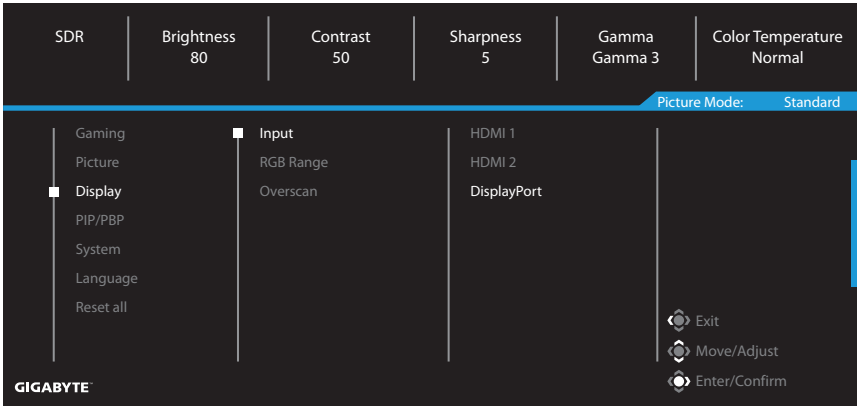 SDR
Brightness
80
Contrast
50
Sharpness
5
Gamma
Gamma 3
Color Temperature
Normal
Picture Mode: Standard
Gaming
Picture
Display
PIP/PBP
System
Language
Reset all
Input
RGB Range
Overscan
HDMI 1
HDMI 2
DisplayPort
Exit
Move/Adjust
Enter/Confirm
GIGABYTE™